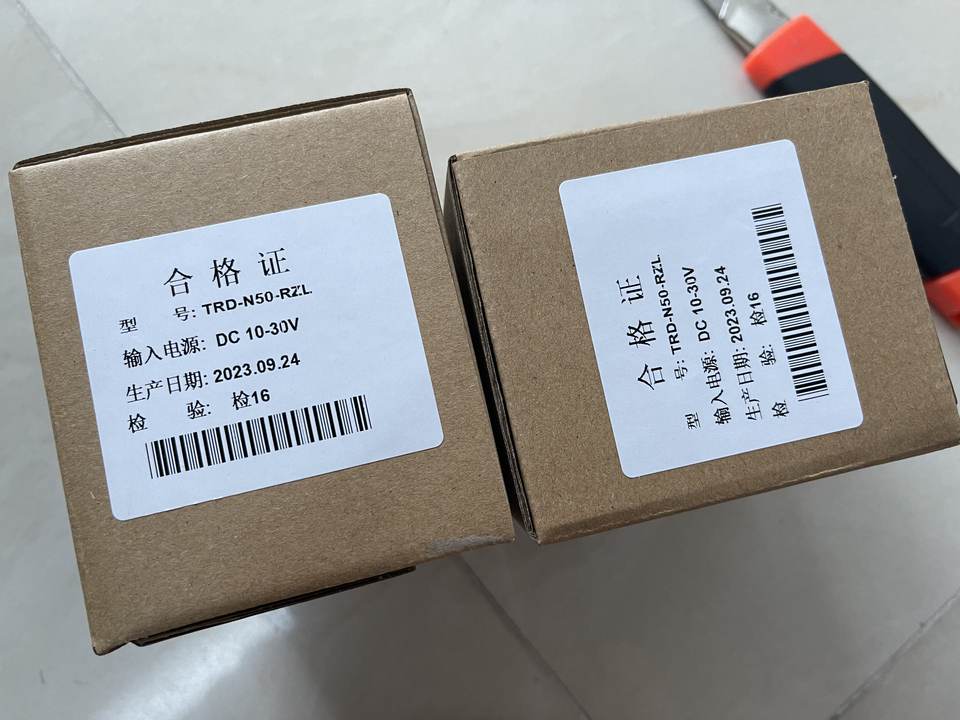 合格证
型 号: TRD-N50-RZL
输入电源: DC 10-30V
生产日期: 2023.09.24
检 验: 检16
合格证
型 号: TRD-N50-RZL
输入电源: DC 10-30V
生产日期: 2023.09.24
检 验: 检16